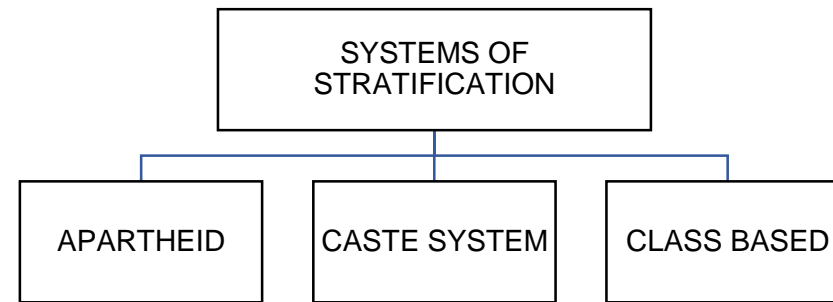 SYSTEMS OF
STRATIFICATION
APARTHEID
CASTE SYSTEM
CLASS BASED